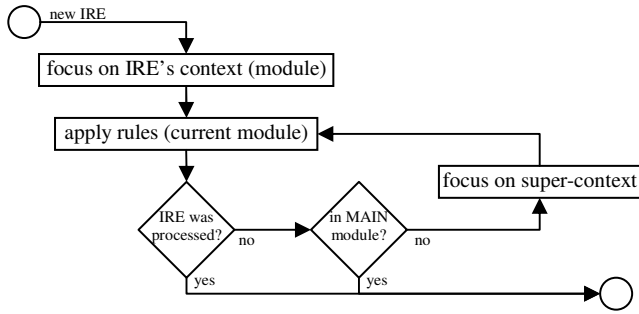 new IRE
focus on IRE's context (module)
apply rules (current module)
focus on super-context
IRE was
processed?
no
in MAIN
module?
no
yes
yes